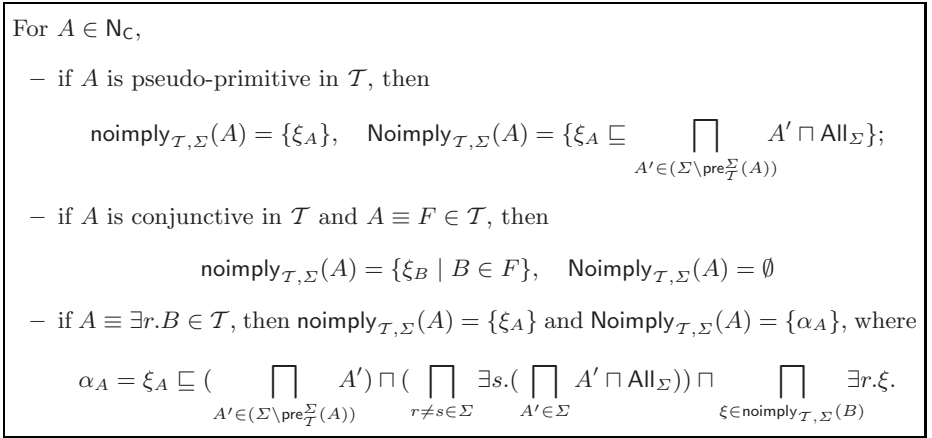 For A ∈ N_C,
– if A is pseudo-primitive in 𝒯, then
noimply_{𝒯,Σ}(A) = {ξ_A}, Noimply_{𝒯,Σ}(A) = {ξ_A ⊑ ⨅_{A′∈(Σ\pre^Σ_𝒯(A))} A′ ⊓ All_Σ};
– if A is conjunctive in 𝒯 and A ≡ F ∈ 𝒯, then
noimply_{𝒯,Σ}(A) = {ξ_B | B ∈ F}, Noimply_{𝒯,Σ}(A) = ∅
– if A ≡ ∃r.B ∈ 𝒯, then noimply_{𝒯,Σ}(A) = {ξ_A} and Noimply_{𝒯,Σ}(A) = {α_A}, where
α_A = ξ_A ⊑ (⨅_{A′∈(Σ\pre^Σ_𝒯(A))} A′) ⊓ (⨅_{r≠s∈Σ} ∃s.(⨅_{A′∈Σ} A′ ⊓ All_Σ)) ⊓ ⨅_{ξ∈noimply_{𝒯,Σ}(B)} ∃r.ξ.